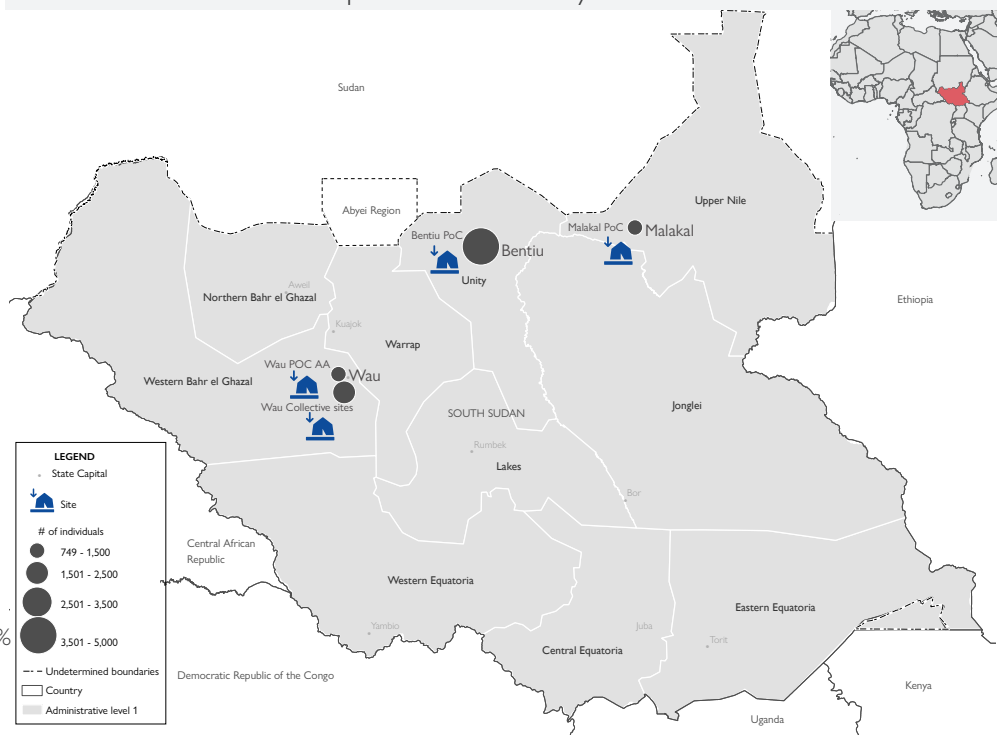 Sudan
Abyei Region
Upper Nile
Malakal PoC
Malakal
Bentiu PoC
Bentiu
Unity
Ethiopia
Aweil
Northern Bahr el Ghazal
Kuajok
Warrap
Wau POC AA
Wau
Western Bahr el Ghazal
Wau Collective sites
SOUTH SUDAN
Jonglei
Rumbek
Lakes
Bor
LEGEND
State Capital
Site
# of individuals
749 - 1,500
1,501 - 2,500
2,501 - 3,500
3,501 - 5,000
Undetermined boundaries
Country
Administrative level 1
%
Central African
Republic
Western Equatoria
Eastern Equatoria
Yambio
Juba
Torit
Central Equatoria
Democratic Republic of the Congo
Kenya
Uganda